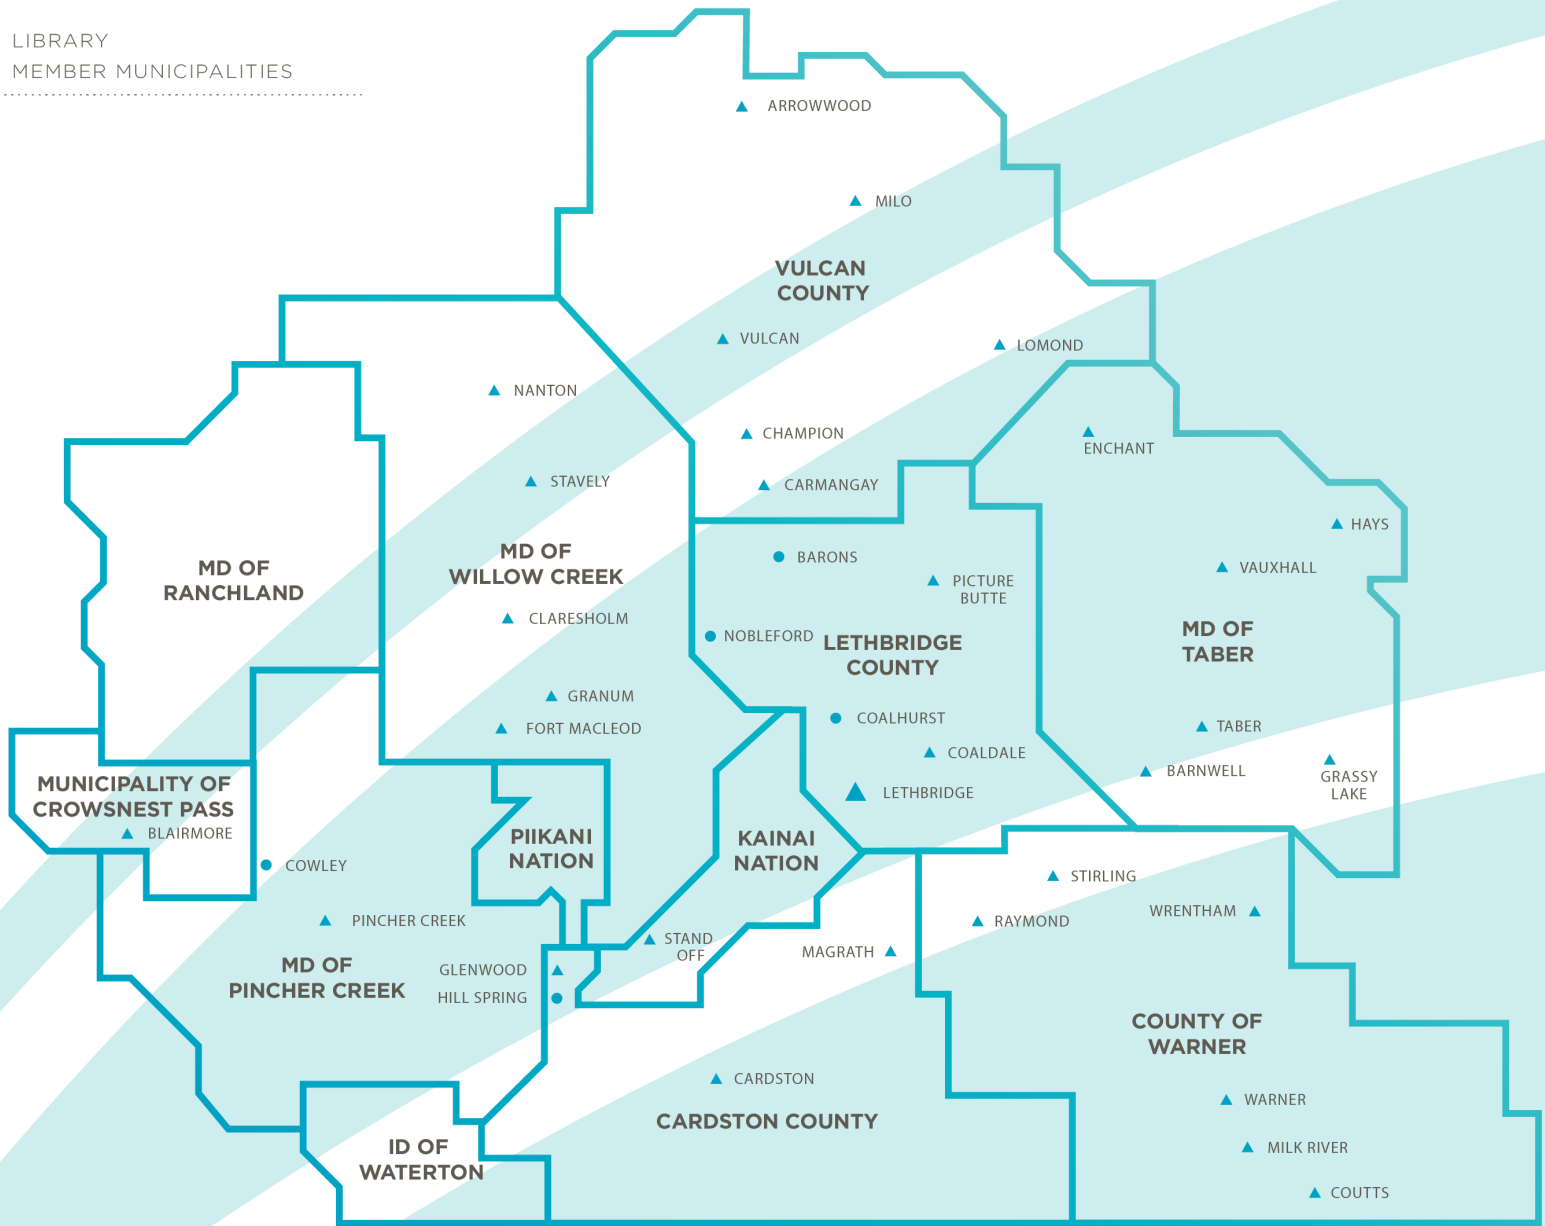 LIBRARY
MEMBER MUNICIPALITIES
ARROWWOOD
MILO
VULCAN
COUNTY
VULCAN
LOMOND
NANTON
CHAMPION
ENCHANT
STAVELY
CARMANGAY
HAYS
MD OF
WILLOW CREEK
BARONS
MD OF
RANCHLAND
PICTURE
BUTTE
VAUXHALL
CLARESHOLM
NOBLEFORD
LETHBRIDGE
COUNTY
MD OF
TABER
GRANUM
FORT MACLEOD
COALHURST
TABER
COALDALE
BARNWELL
GRASSY
LAKE
MUNICIPALITY OF
CROWSNEST PASS
BLAIRMORE
LETHBRIDGE
PIIKANI
NATION
KAINAI
NATION
COWLEY
STIRLING
PINCHER CREEK
WRENTHAM
RAYMOND
STAND
OFF
MAGRATH
MD OF
PINCHER CREEK
GLENWOOD
HILL SPRING
COUNTY OF
WARNER
CARDSTON
WARNER
CARDSTON COUNTY
ID OF
WATERTON
MILK RIVER
COUTTS